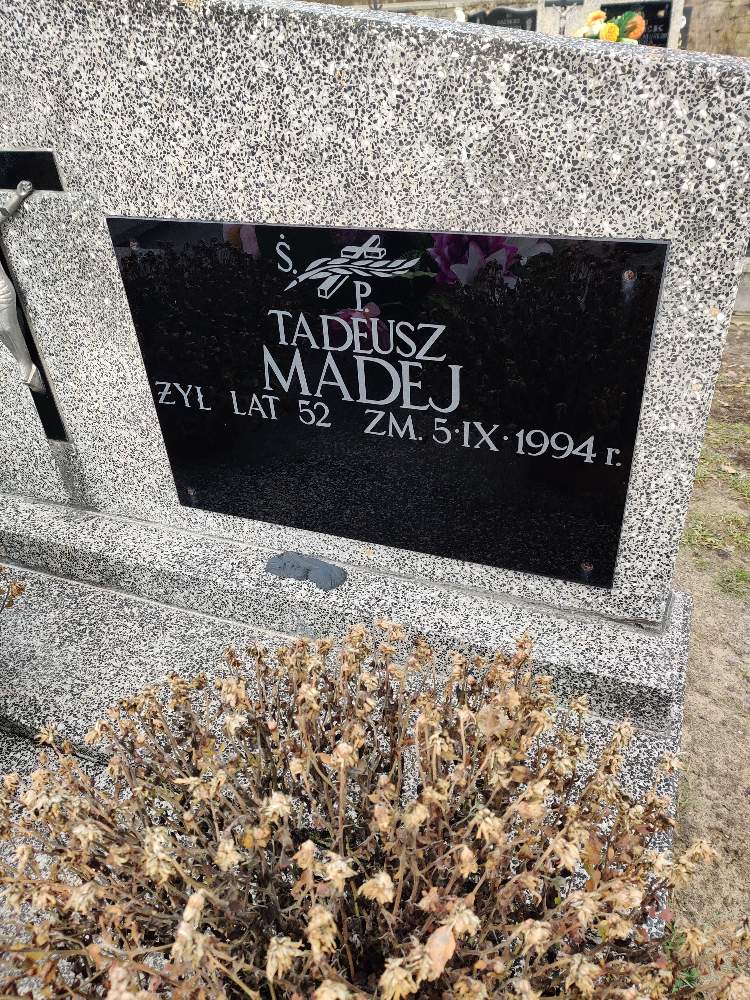 Ś. P.
TADEUSZ
MADEJ
ŻYŁ LAT 52 ZM. 5·IX·1994 r.